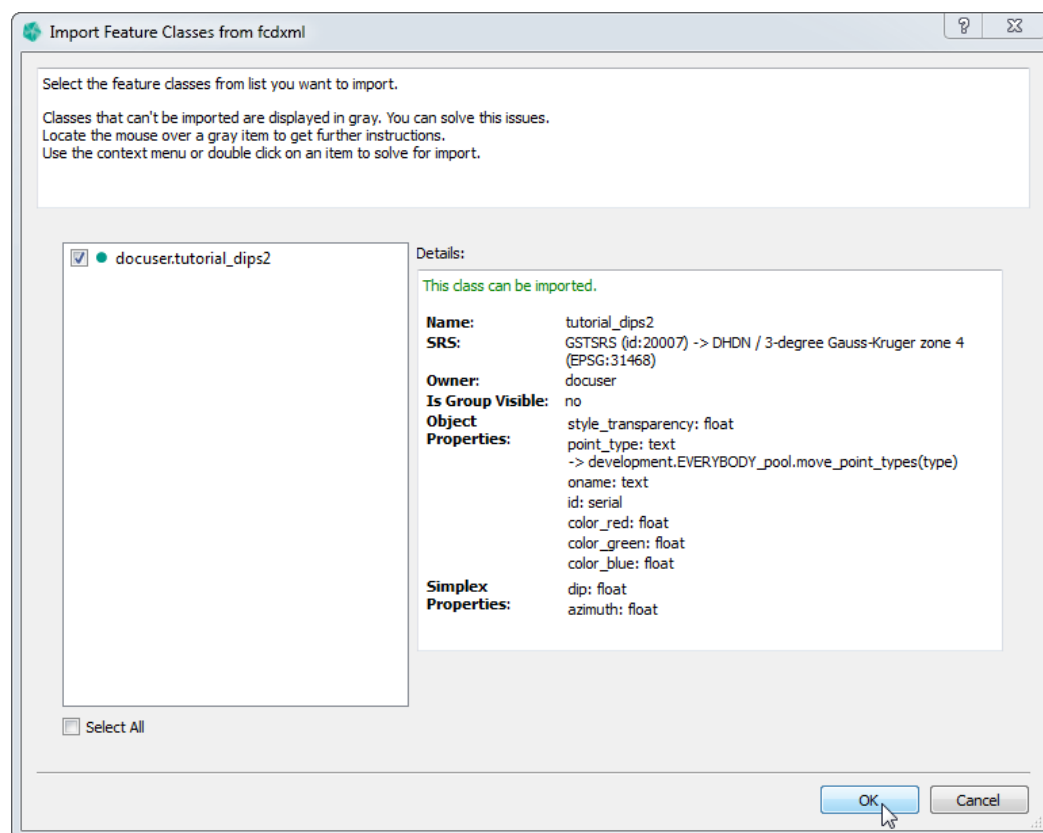 Import Feature Classes from fcdxml
Select the feature classes from list you want to import.
Classes that can't be imported are displayed in gray. You can solve this issues.
Locate the mouse over a gray item to get further instructions.
Use the context menu or double click on an item to solve for import.
docuser.tutorial_dips2
Select All
Details:
This class can be imported.
Name: tutorial_dips2
SRS: GSTSRS (id:20007) -> DHDN / 3-degree Gauss-Kruger zone 4
(EPSG:31468)
Owner: docuser
Is Group Visible: no
Object Properties:
style_transparency: float
point_type: text
-> development.EVERYBODY_pool.move_point_types(type)
oname: text
id: serial
color_red: float
color_green: float
color_blue: float
Simplex Properties:
dip: float
azimuth: float
OK
Cancel